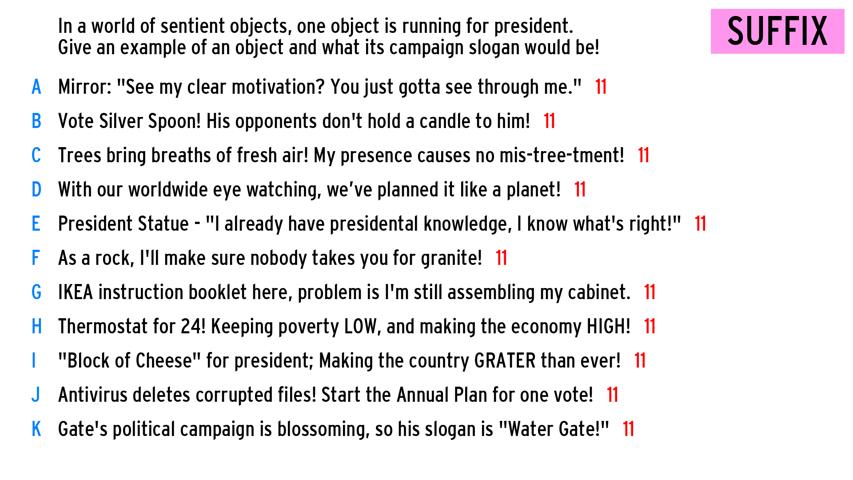 In a world of sentient objects, one object is running for president.
Give an example of an object and what its campaign slogan would be!
SUFFIX
A Mirror: "See my clear motivation? You just gotta see through me." 11
B Vote Silver Spoon! His opponents don't hold a candle to him! 11
C Trees bring breaths of fresh air! My presence causes no mis-tree-tment! 11
D With our worldwide eye watching, we’ve planned it like a planet! 11
E President Statue - "I already have presidental knowledge, I know what's right!" 11
F As a rock, I'll make sure nobody takes you for granite! 11
G IKEA instruction booklet here, problem is I'm still assembling my cabinet. 11
H Thermostat for 24! Keeping poverty LOW, and making the economy HIGH! 11
I "Block of Cheese" for president; Making the country GRATER than ever! 11
J Antivirus deletes corrupted files! Start the Annual Plan for one vote! 11
K Gate's political campaign is blossoming, so his slogan is "Water Gate!" 11